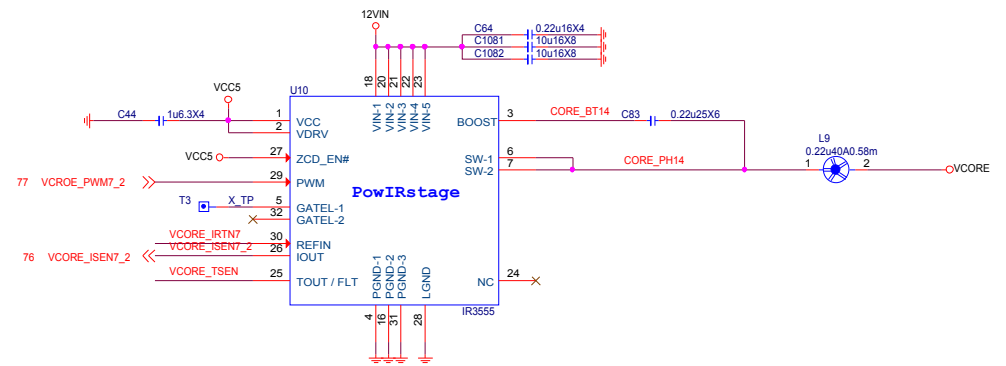 12VIN
C64 0.22u16X4
C1081 10u16X8
C1082 10u16X8
18 20 21 22 23
U10
VCC5
C44 1u6.3X4
1 VCC
2 VDRV
VIN-1 VIN-2 VIN-3 VIN-4 VIN-5
BOOST 3 CORE_BT14 C83 0.22u25X6
L9
0.22u40A0.58m
VCC5 27 ZCD_EN#
SW-1 6
SW-2 7 CORE_PH14 1 2 VCORE
77 VCROE_PWM7_2 29 PWM
PowIRstage
T3 X_TP 5 GATEL-1
32 GATEL-2
VCORE_IRTN7 30 REFIN
76 VCORE_ISEN7_2 VCORE_ISEN7_2 26 IOUT
VCORE_TSEN 25 TOUT / FLT
PGND-1 PGND-2 PGND-3 LGND
NC 24
IR3555
4 16 31 28